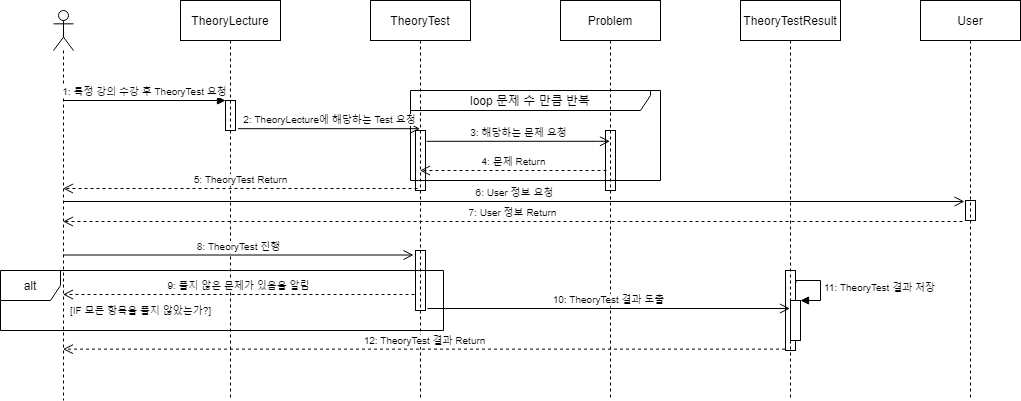 TheoryLecture
TheoryTest
Problem
TheoryTestResult
User
1: 특정 강의 수강 후 TheoryTest 요청
loop 문제 수 만큼 반복
2: TheoryLecture에 해당하는 Test 요청
3: 해당하는 문제 요청
4: 문제 Return
5: TheoryTest Return
6: User 정보 요청
7: User 정보 Return
8: TheoryTest 진행
alt
9: 풀지 않은 문제가 있음을 알림
11: TheoryTest 결과 저장
10: TheoryTest 결과 도출
[IF 모든 항목을 풀지 않았는가?]
12: TheoryTest 결과 Return